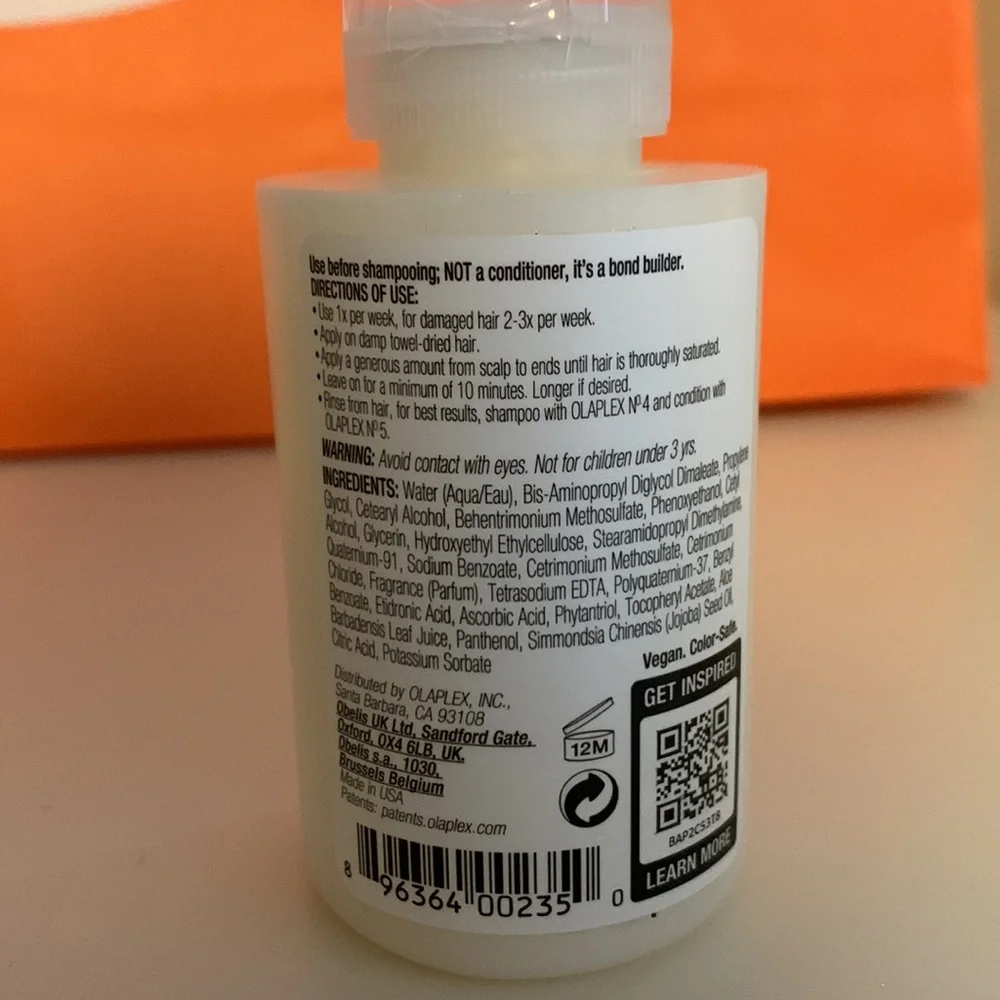 Use before shampooing; NOT a conditioner, it's a bond builder.
DIRECTIONS OF USE:
• Use 1x per week, for damaged hair 2-3x per week.
• Apply on damp towel-dried hair.
• Apply a generous amount from scalp to ends until hair is thoroughly saturated.
• Leave on for a minimum of 10 minutes. Longer if desired.
• Rinse from hair, for best results, shampoo with OLAPLEX Nº4 and condition with
OLAPLEX Nº5.
WARNING: Avoid contact with eyes. Not for children under 3 yrs.
INGREDIENTS: Water (Aqua/Eau), Bis-Aminopropyl Diglycol Dimaleate, Propylene
Glycol, Cetearyl Alcohol, Behentrimonium Methosulfate, Phenoxyethanol, Cetyl
Alcohol, Glycerin, Hydroxyethyl Ethylcellulose, Stearamidopropyl Dimethylamine,
Quaternium-91, Sodium Benzoate, Cetrimonium Methosulfate, Cetrimonium
Chloride, Fragrance (Parfum), Tetrasodium EDTA, Polyquaternium-37, Benzyl
Benzoate, Etidronic Acid, Ascorbic Acid, Phytantriol, Tocopheryl Acetate, Aloe
Barbadensis Leaf Juice, Panthenol, Simmondsia Chinensis (Jojoba) Seed Oil,
Citric Acid, Potassium Sorbate
Vegan. Color-Safe.
Distributed by OLAPLEX, INC.,
Santa Barbara, CA 93108
Obelis UK Ltd, Sandford Gate,
Oxford, OX4 6LB, UK.
Obelis s.a., 1030,
Brussels Belgium
Made in USA
Patents: patents.olaplex.com
12M
GET INSPIRED
BAP2CS3T8
LEARN MORE
8 96364 00235 0